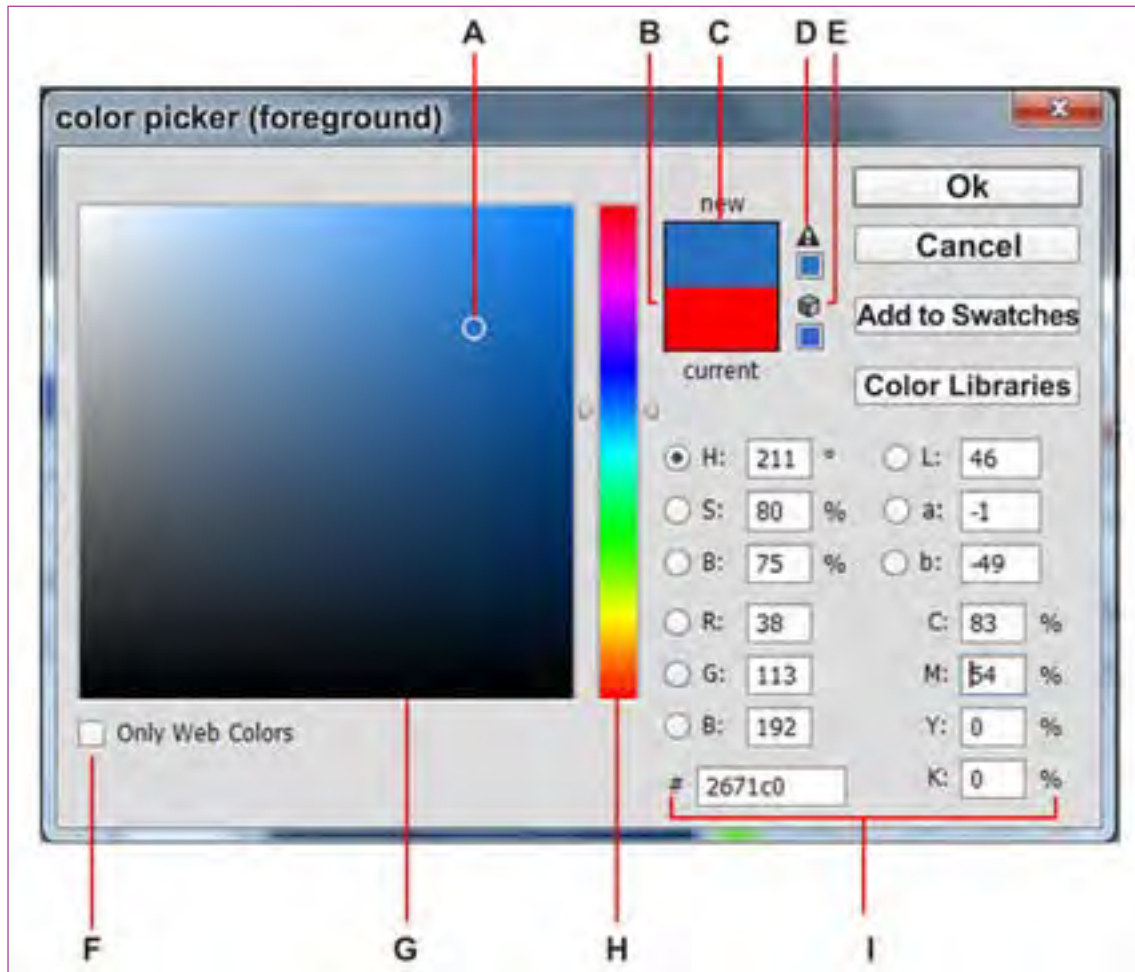 A B C D E
color picker (foreground)
new
current
Ok
Cancel
Add to Swatches
Color Libraries
H: 211 °
S: 80 %
B: 75 %
R: 38
G: 113
B: 192
# 2671c0
L: 46
a: -1
b: -49
C: 83 %
M: 54 %
Y: 0 %
K: 0 %
Only Web Colors
F G H I